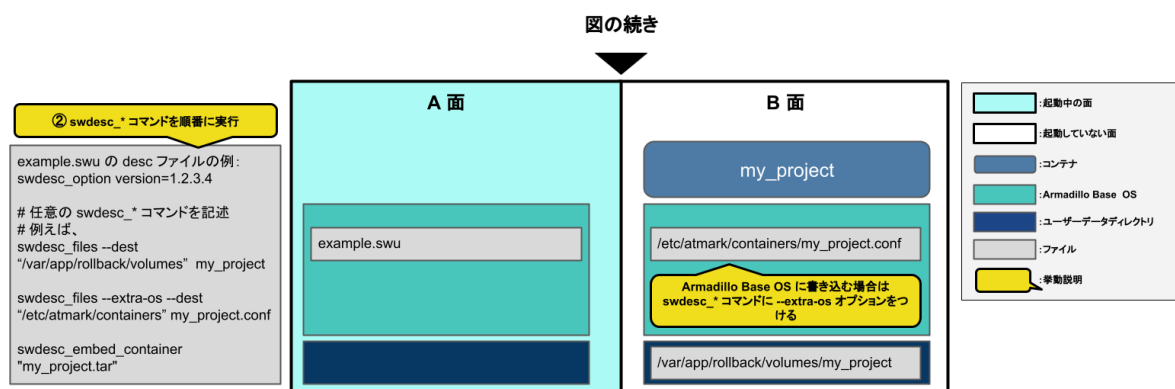 図の続き
A 面
B 面
② swdesc_* コマンドを順番に実行
example.swu の desc ファイルの例：
swdesc_option version=1.2.3.4
# 任意の swdesc_* コマンドを記述
# 例えば、
swdesc_files --dest
“/var/app/rollback/volumes” my_project
swdesc_files --extra-os --dest
“/etc/atmark/containers” my_project.conf
swdesc_embed_container
"my_project.tar"
example.swu
my_project
/etc/atmark/containers/my_project.conf
Armadillo Base OS に書き込む場合は
swdesc_* コマンドに --extra-os オプションをつ
ける
/var/app/rollback/volumes/my_project
:起動中の面
:起動していない面
:コンテナ
:Armadillo Base OS
:ユーザーデータディレクトリ
:ファイル
:挙動説明